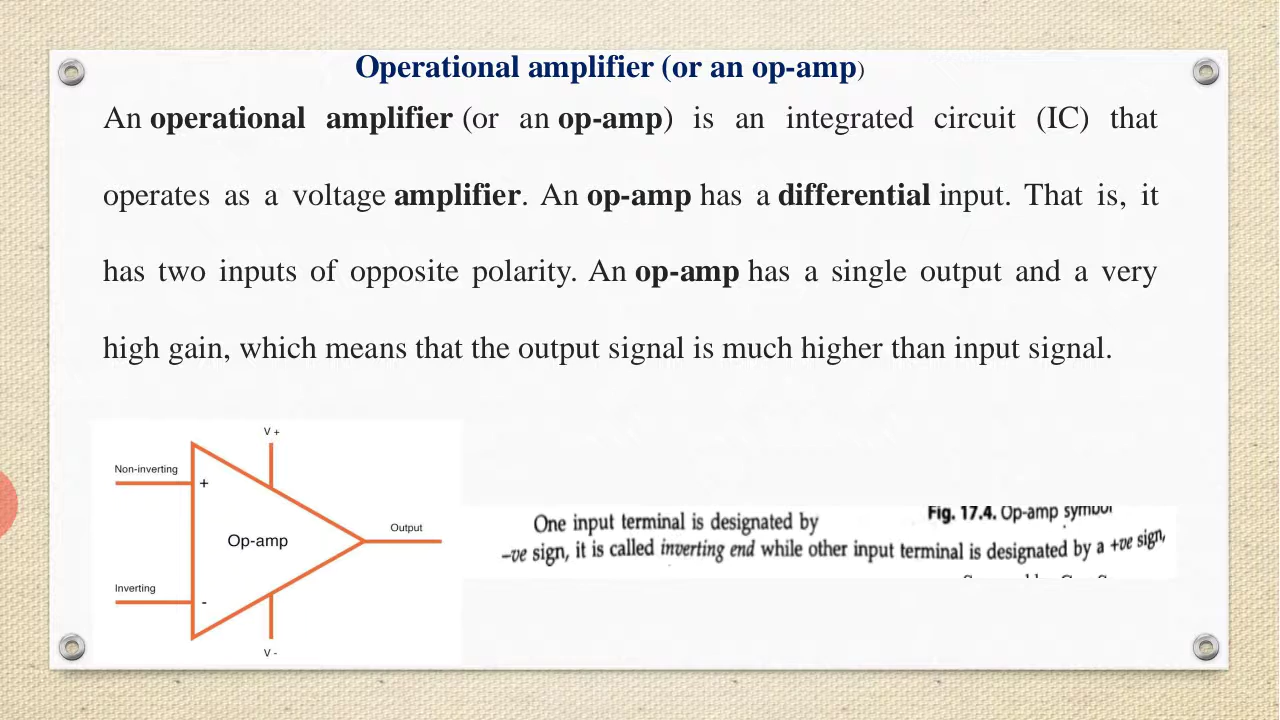 Operational amplifier (or an op-amp)
An operational amplifier (or an op-amp) is an integrated circuit (IC) that
operates as a voltage amplifier. An op-amp has a differential input. That is, it
has two inputs of opposite polarity. An op-amp has a single output and a very
high gain, which means that the output signal is much higher than input signal.
V +
Non-inverting
+
Op-amp
Output
Inverting
-
V -
Fig. 17.4. Op-amp symbol
One input terminal is designated by
–ve sign, it is called inverting end while other input terminal is designated by a +ve sign,